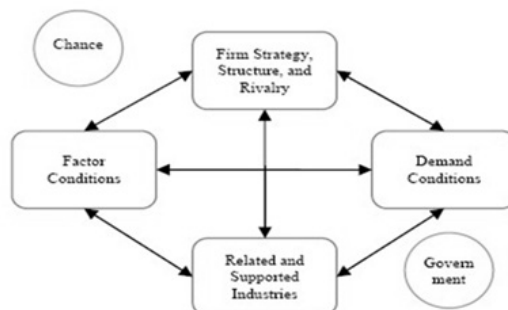 Chance
Firm Strategy,
Structure, and
Rivalry
Factor
Conditions
Demand
Conditions
Related and
Supported
Industries
Govern
ment